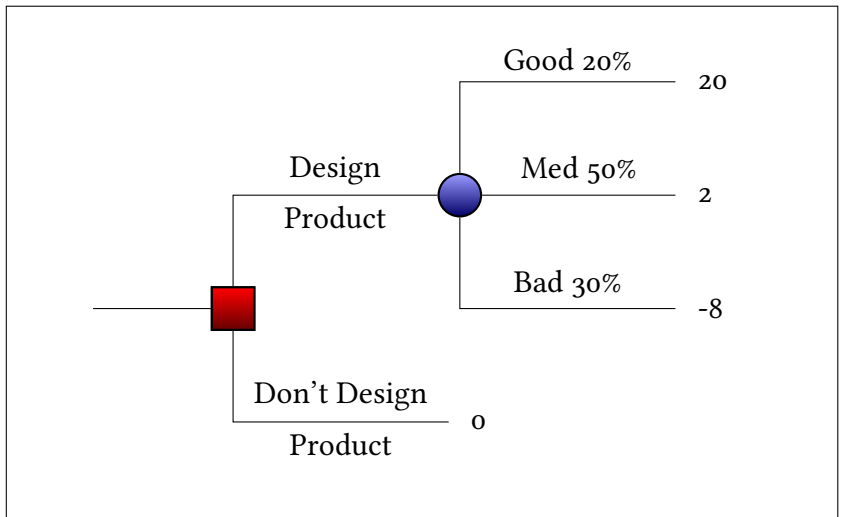 Good 20%
20
Design
Product
Med 50%
2
Bad 30%
-8
Don't Design
Product
0